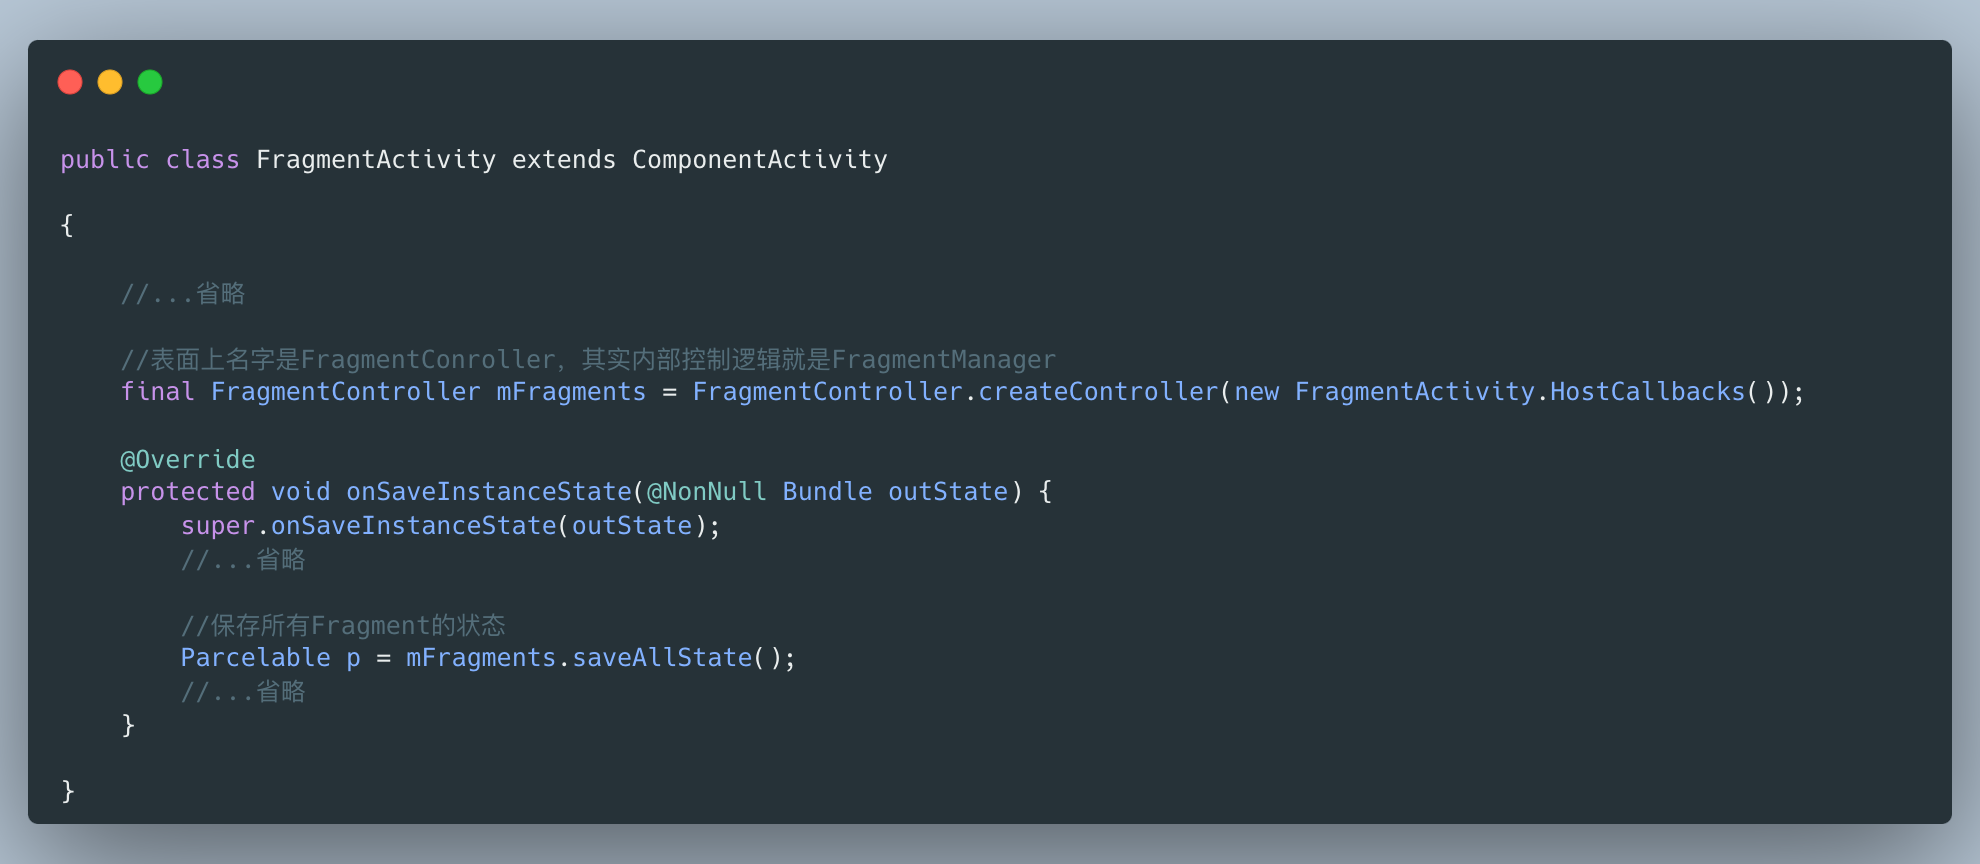 public class FragmentActivity extends ComponentActivity
{
//...省略
//表面上名字是FragmentConroller，其实内部控制逻辑就是FragmentManager
final FragmentController mFragments = FragmentController.createController(new FragmentActivity.HostCallbacks());
@Override
protected void onSaveInstanceState(@NonNull Bundle outState) {
super.onSaveInstanceState(outState);
//...省略
//保存所有Fragment的状态
Parcelable p = mFragments.saveAllState();
//...省略
}
}